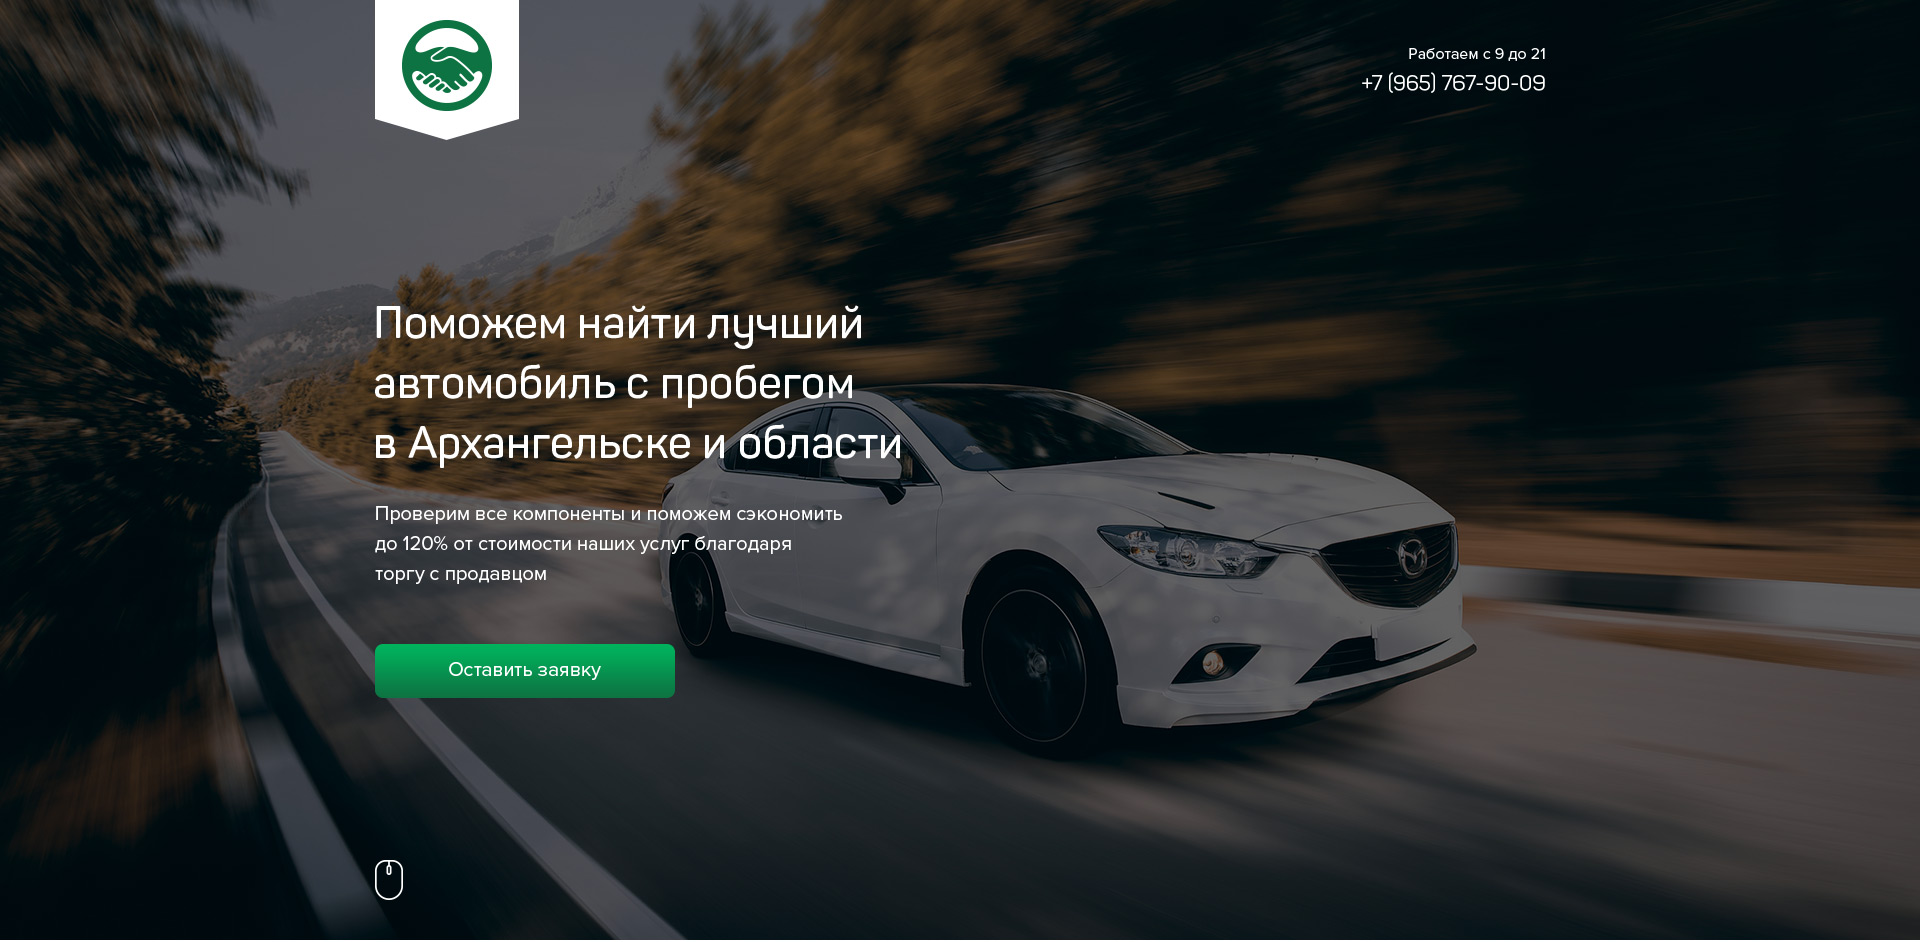 Работаем с 9 до 21
+7 (965) 767-90-09
Поможем найти лучший
автомобиль с пробегом
в Архангельске и области
Проверим все компоненты и поможем сэкономить
до 120% от стоимости наших услуг благодаря
торгу с продавцом
Оставить заявку